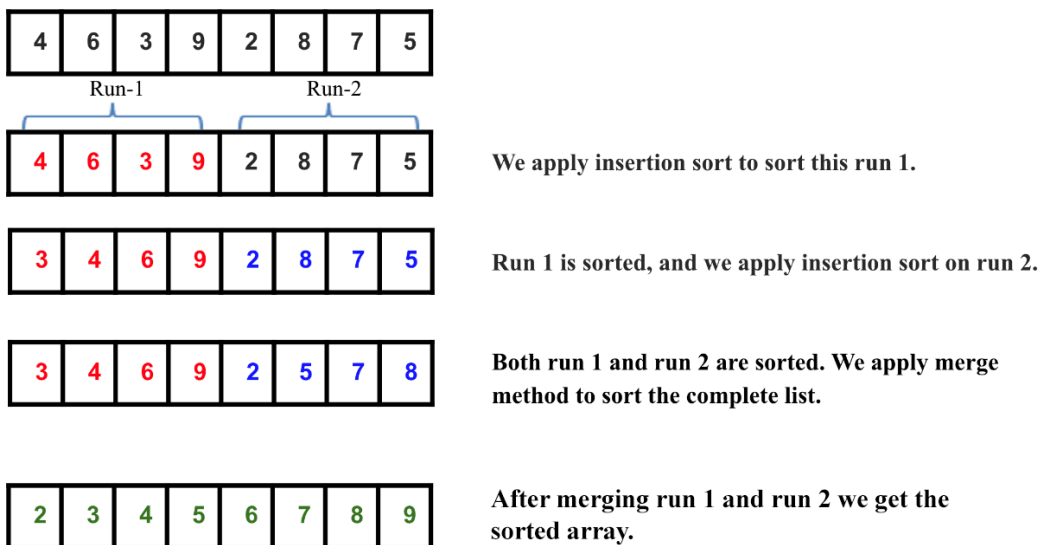 4 6 3 9 2 8 7 5
Run-1 Run-2
4 6 3 9 2 8 7 5
We apply insertion sort to sort this run 1.
3 4 6 9 2 8 7 5
Run 1 is sorted, and we apply insertion sort on run 2.
3 4 6 9 2 5 7 8
Both run 1 and run 2 are sorted. We apply merge
method to sort the complete list.
2 3 4 5 6 7 8 9
After merging run 1 and run 2 we get the
sorted array.